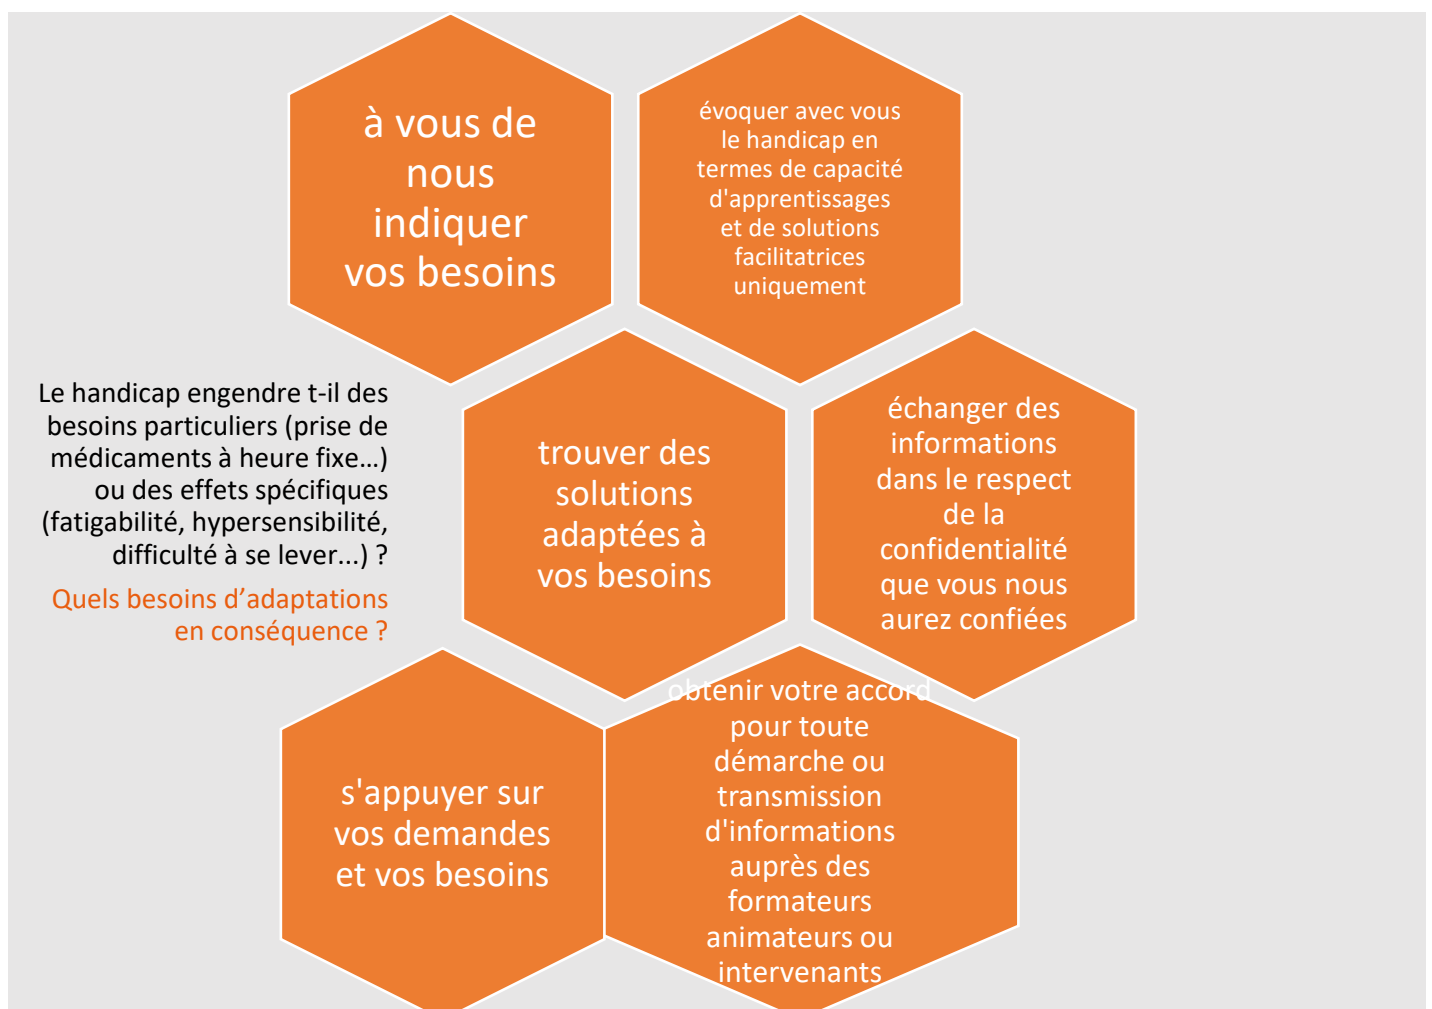 à vous de
nous
indiquer
vos besoins
évoquer avec vous
le handicap en
termes de capacité
d'apprentissages
et de solutions
facilitatrices
uniquement
Le handicap engendre t-il des
besoins particuliers (prise de
médicaments à heure fixe…)
ou des effets spécifiques
(fatigabilité, hypersensibilité,
difficulté à se lever...) ?
Quels besoins d’adaptations
en conséquence ?
trouver des
solutions
adaptées à
vos besoins
échanger des
informations
dans le respect
de la
confidentialité
que vous nous
aurez confiées
s'appuyer sur
vos demandes
et vos besoins
obtenir votre accord
pour toute
démarche ou
transmission
d'informations
auprès des
formateurs
animateurs ou
intervenants